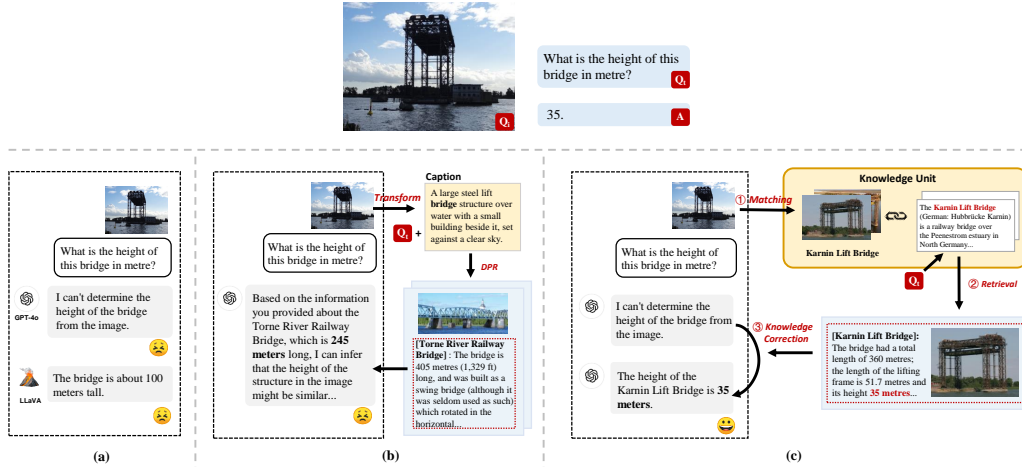 What is the height of this
bridge in metre?
Qt
Qi
35.
A
What is the height of
this bridge in metre?
I can't determine the
height of the bridge
from the image.
GPT-4o
The bridge is about 100
meters tall.
LLaVA
(a)
What is the height of
this bridge in metre?
Transform
Qt +
Caption
A large steel lift
bridge structure over
water with a small
building beside it, set
against a clear sky.
DPR
Based on the information
you provided about the
Torne River Railway
Bridge, which is 245
meters long, I can infer
that the height of the
structure in the image
might be similar...
[Torne River Railway
Bridge] : The bridge is
405 metres (1,329 ft)
long, and was built as a
swing bridge (although it
was seldom used as such)
which rotated in the
horizontal...
(b)
What is the height of
this bridge in metre?
① Matching
Knowledge Unit
Karnin Lift Bridge
The Karnin Lift Bridge
(German: Hubbrücke Karnin)
is a railway bridge over
the Peenestrom estuary in
North Germany...
Qt
② Retrieval
I can't determine the
height of the bridge from
the image.
③ Knowledge
Correction
[Karnin Lift Bridge]:
The bridge had a total
length of 360 metres;
the length of the lifting
frame is 51.7 metres and
its height 35 metres...
The height of the
Karnin Lift Bridge is 35
meters.
(c)